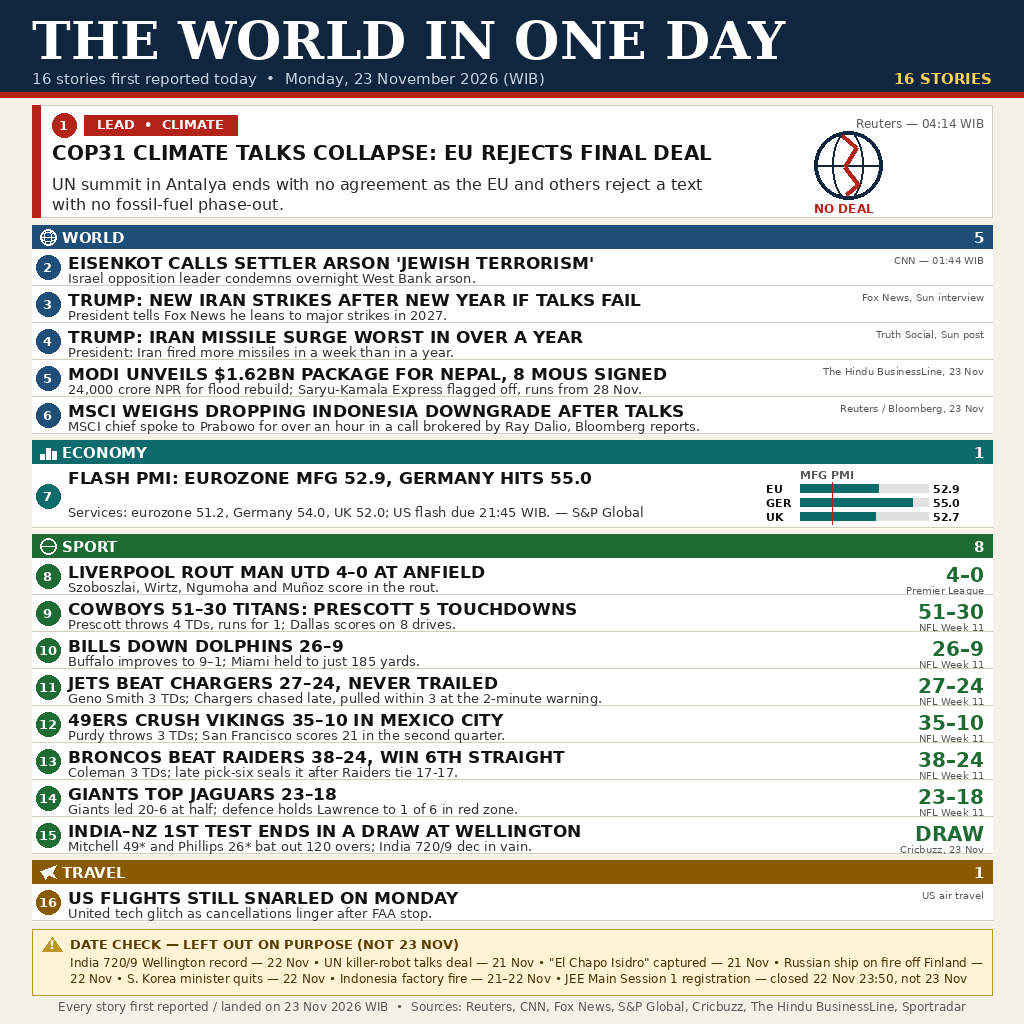 THE WORLD IN ONE DAY
16 stories first reported today • Monday, 23 November 2026 (WIB)
16 STORIES
1
LEAD • CLIMATE
Reuters — 04:14 WIB
COP31 CLIMATE TALKS COLLAPSE: EU REJECTS FINAL DEAL
UN summit in Antalya ends with no agreement as the EU and others reject a text
with no fossil-fuel phase-out.
NO DEAL
WORLD 5
2
EISENKOT CALLS SETTLER ARSON 'JEWISH TERRORISM'
CNN — 01:44 WIB
Israel opposition leader condemns overnight West Bank arson.
3
TRUMP: NEW IRAN STRIKES AFTER NEW YEAR IF TALKS FAIL
Fox News, Sun interview
President tells Fox News he leans to major strikes in 2027.
4
TRUMP: IRAN MISSILE SURGE WORST IN OVER A YEAR
Truth Social, Sun post
President: Iran fired more missiles in a week than in a year.
5
MODI UNVEILS $1.62BN PACKAGE FOR NEPAL, 8 MOUS SIGNED
The Hindu BusinessLine, 23 Nov
24,000 crore NPR for flood rebuild; Saryu-Kamala Express flagged off, runs from 28 Nov.
6
MSCI WEIGHS DROPPING INDONESIA DOWNGRADE AFTER TALKS
Reuters / Bloomberg, 23 Nov
MSCI chief spoke to Prabowo for over an hour in a call brokered by Ray Dalio, Bloomberg reports.
ECONOMY 1
7
FLASH PMI: EUROZONE MFG 52.9, GERMANY HITS 55.0
Services: eurozone 51.2, Germany 54.0, UK 52.0; US flash due 21:45 WIB. — S&P Global
MFG PMI
EU 52.9
GER 55.0
UK 52.7
SPORT 8
8
LIVERPOOL ROUT MAN UTD 4–0 AT ANFIELD
Szoboszlai, Wirtz, Ngumoha and Muñoz score in the rout.
4–0
Premier League
9
COWBOYS 51–30 TITANS: PRESCOTT 5 TOUCHDOWNS
Prescott throws 4 TDs, runs for 1; Dallas scores on 8 drives.
51–30
NFL Week 11
10
BILLS DOWN DOLPHINS 26–9
Buffalo improves to 9–1; Miami held to just 185 yards.
26–9
NFL Week 11
11
JETS BEAT CHARGERS 27–24, NEVER TRAILED
Geno Smith 3 TDs; Chargers chased late, pulled within 3 at the 2-minute warning.
27–24
NFL Week 11
12
49ERS CRUSH VIKINGS 35–10 IN MEXICO CITY
Purdy throws 3 TDs; San Francisco scores 21 in the second quarter.
35–10
NFL Week 11
13
BRONCOS BEAT RAIDERS 38–24, WIN 6TH STRAIGHT
Coleman 3 TDs; late pick-six seals it after Raiders tie 17-17.
38–24
NFL Week 11
14
GIANTS TOP JAGUARS 23–18
Giants led 20-6 at half; defence holds Lawrence to 1 of 6 in red zone.
23–18
NFL Week 11
15
INDIA–NZ 1ST TEST ENDS IN A DRAW AT WELLINGTON
Mitchell 49* and Phillips 26* bat out 120 overs; India 720/9 dec in vain.
DRAW
Cricbuzz, 23 Nov
TRAVEL 1
16
US FLIGHTS STILL SNARLED ON MONDAY
US air travel
United tech glitch as cancellations linger after FAA stop.
DATE CHECK — LEFT OUT ON PURPOSE (NOT 23 NOV)
India 720/9 Wellington record — 22 Nov • UN killer-robot talks deal — 21 Nov • "El Chapo Isidro" captured — 21 Nov • Russian ship on fire off Finland —
22 Nov • S. Korea minister quits — 22 Nov • Indonesia factory fire — 21–22 Nov • JEE Main Session 1 registration — closed 22 Nov 23:50, not 23 Nov
Every story first reported / landed on 23 Nov 2026 WIB • Sources: Reuters, CNN, Fox News, S&P Global, Cricbuzz, The Hindu BusinessLine, Sportradar